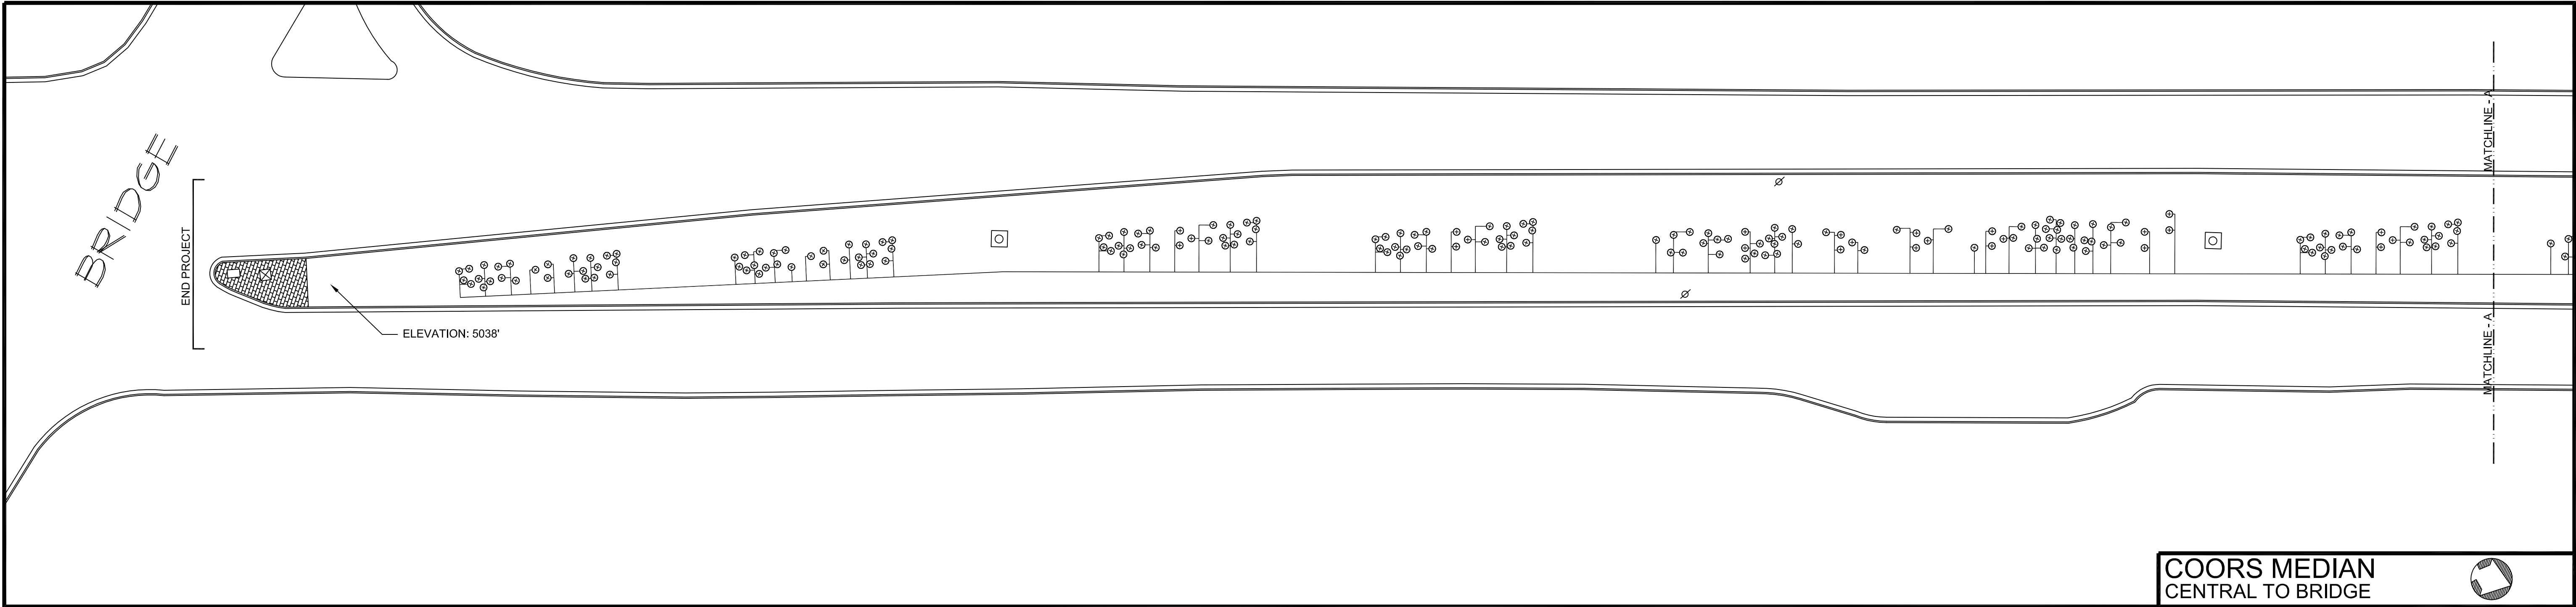 BRIDGE
END PROJECT
ELEVATION: 5038'
MATCHLINE - A
MATCHLINE - A
COORS MEDIAN
CENTRAL TO BRIDGE